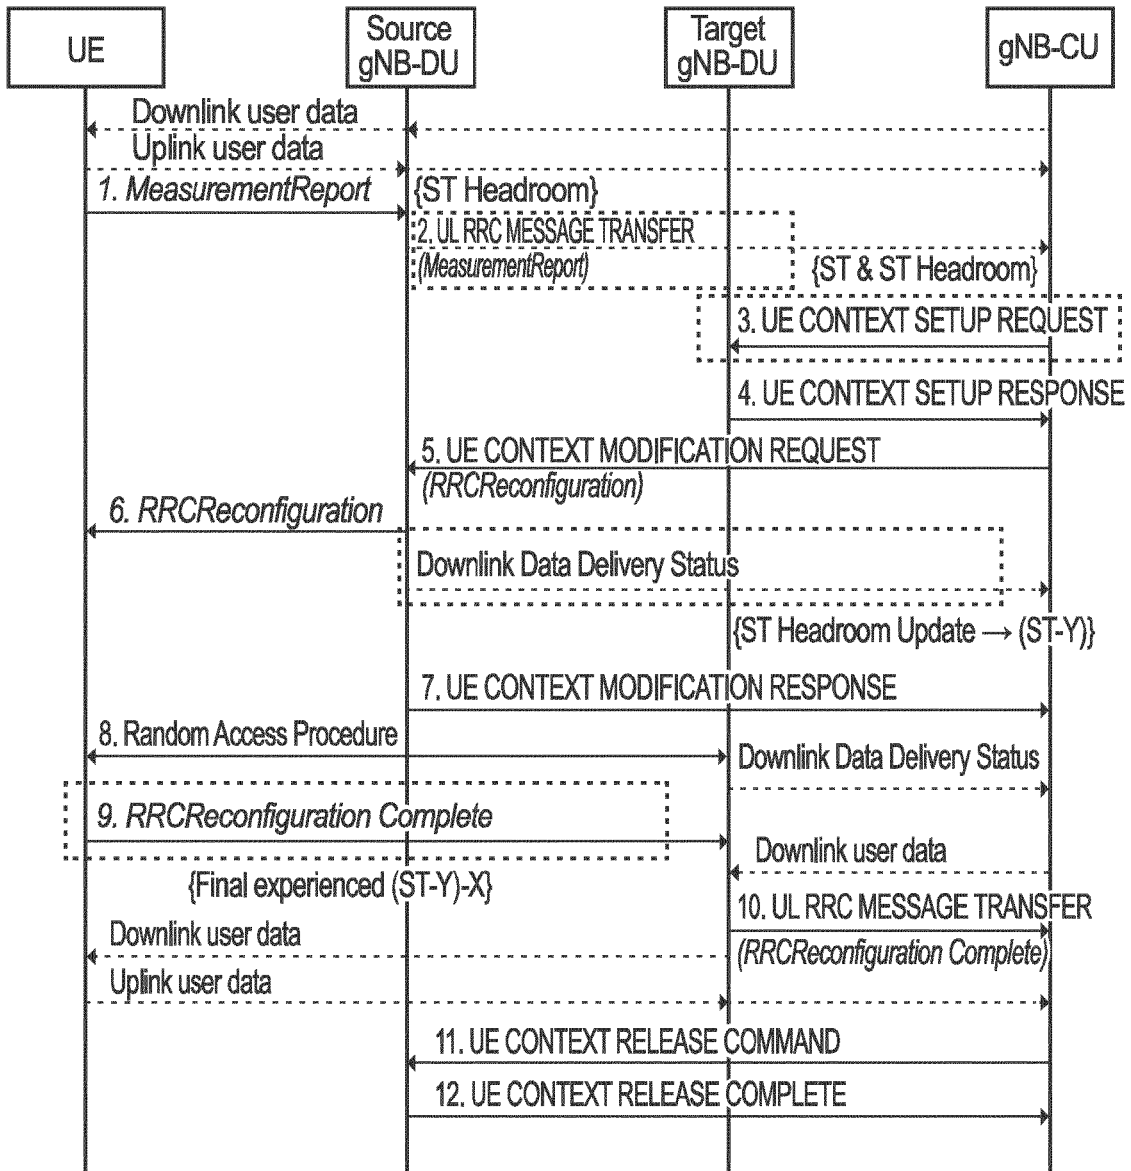 UE
Source
gNB-DU
Target
gNB-DU
gNB-CU
Downlink user data
Uplink user data
1. MeasurementReport
{ST Headroom}
2. UL RRC MESSAGE TRANSFER
(MeasurementReport)
{ST & ST Headroom}
3. UE CONTEXT SETUP REQUEST
4. UE CONTEXT SETUP RESPONSE
5. UE CONTEXT MODIFICATION REQUEST
(RRCReconfiguration)
6. RRCReconfiguration
Downlink Data Delivery Status
{ST Headroom Update → (ST-Y)}
7. UE CONTEXT MODIFICATION RESPONSE
8. Random Access Procedure
Downlink Data Delivery Status
9. RRCReconfiguration Complete
Downlink user data
{Final experienced (ST-Y)-X}
10. UL RRC MESSAGE TRANSFER
Downlink user data
(RRCReconfiguration Complete)
Uplink user data
11. UE CONTEXT RELEASE COMMAND
12. UE CONTEXT RELEASE COMPLETE